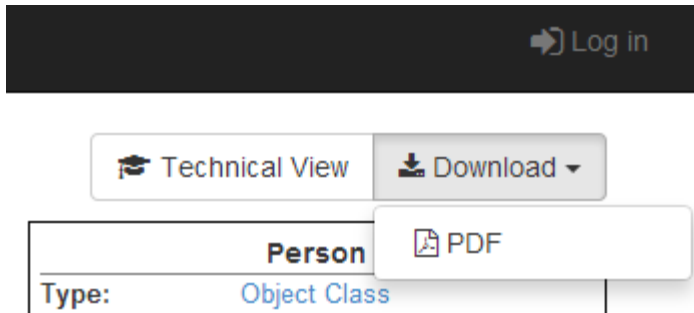 Log in
Technical View
Download
PDF
Person
Type: Object Class